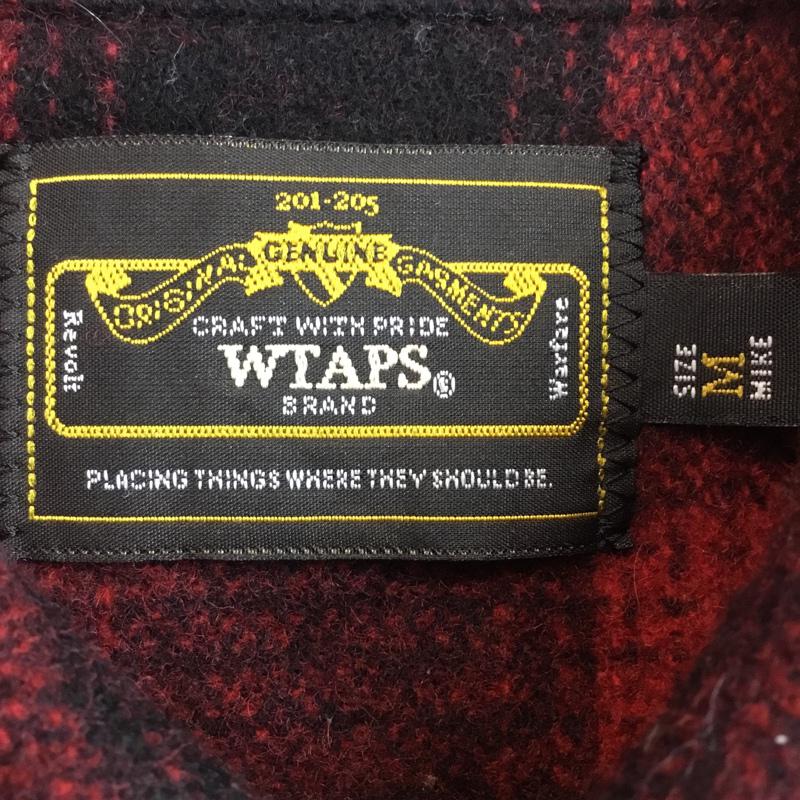 201-205
ORIGINAL GENUINE GARMENTS
Revolt
CRAFT WITH PRIDE
WTAPS®
BRAND
Warfare
PLACING THINGS WHERE THEY SHOULD BE.
SIZE
M
MIKE